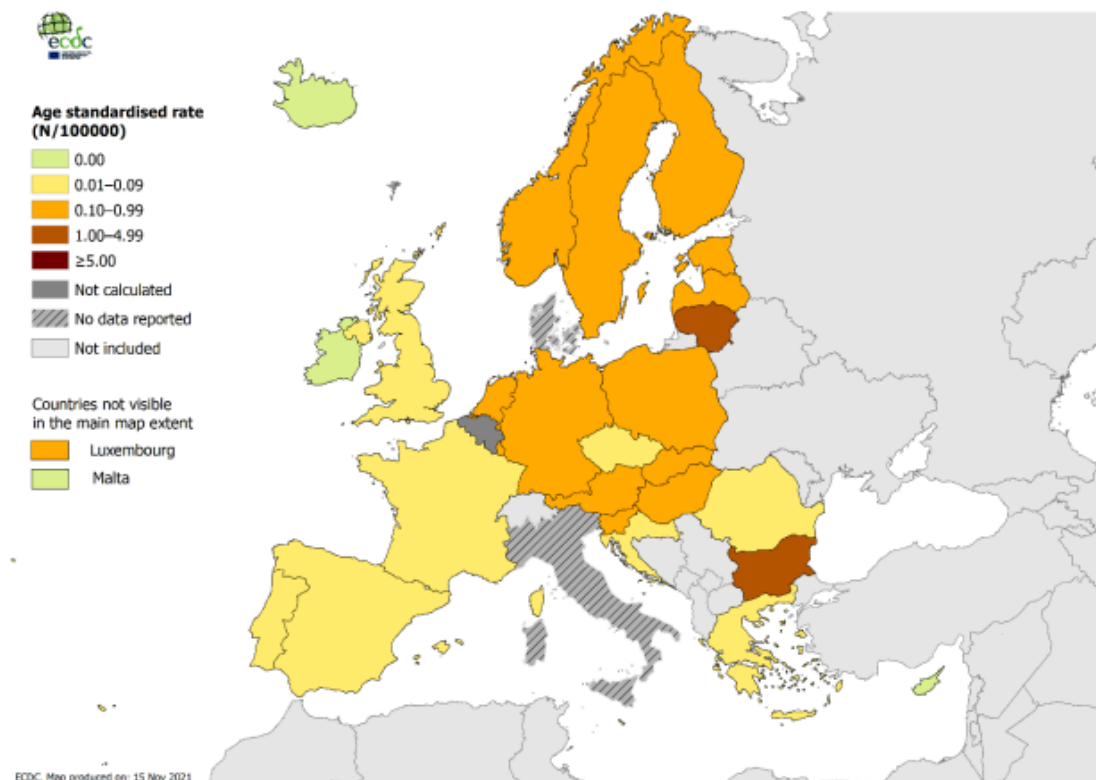 ecdc
Age standardised rate
(N/100000)
0.00
0.01–0.09
0.10–0.99
1.00–4.99
≥5.00
Not calculated
No data reported
Not included
Countries not visible
in the main map extent
Luxembourg
Malta
ECDC. Map produced on: 15 Nov 2021